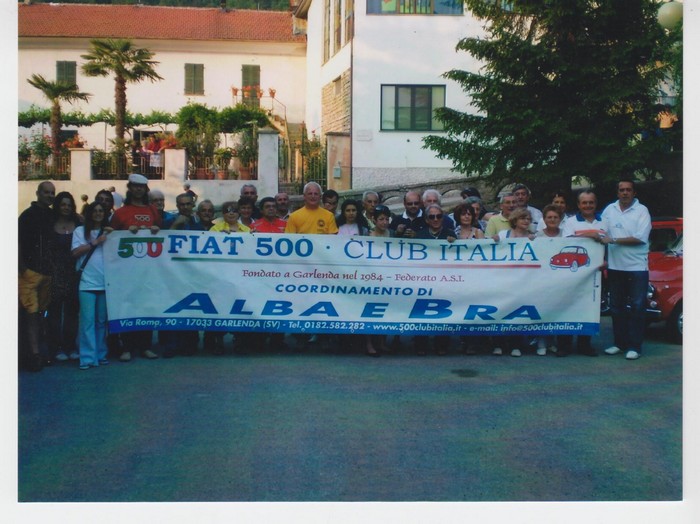 500 FIAT 500 · CLUB ITALIA
Fondato a Garlenda nel 1984 - Federato A.S.I.
COORDINAMENTO DI
ALBA E BRA
Via Roma, 90 - 17033 GARLENDA (SV) - Tel. 0182.582.282 - www.500clubitalia.it - e-mail: info@500clubitalia.it